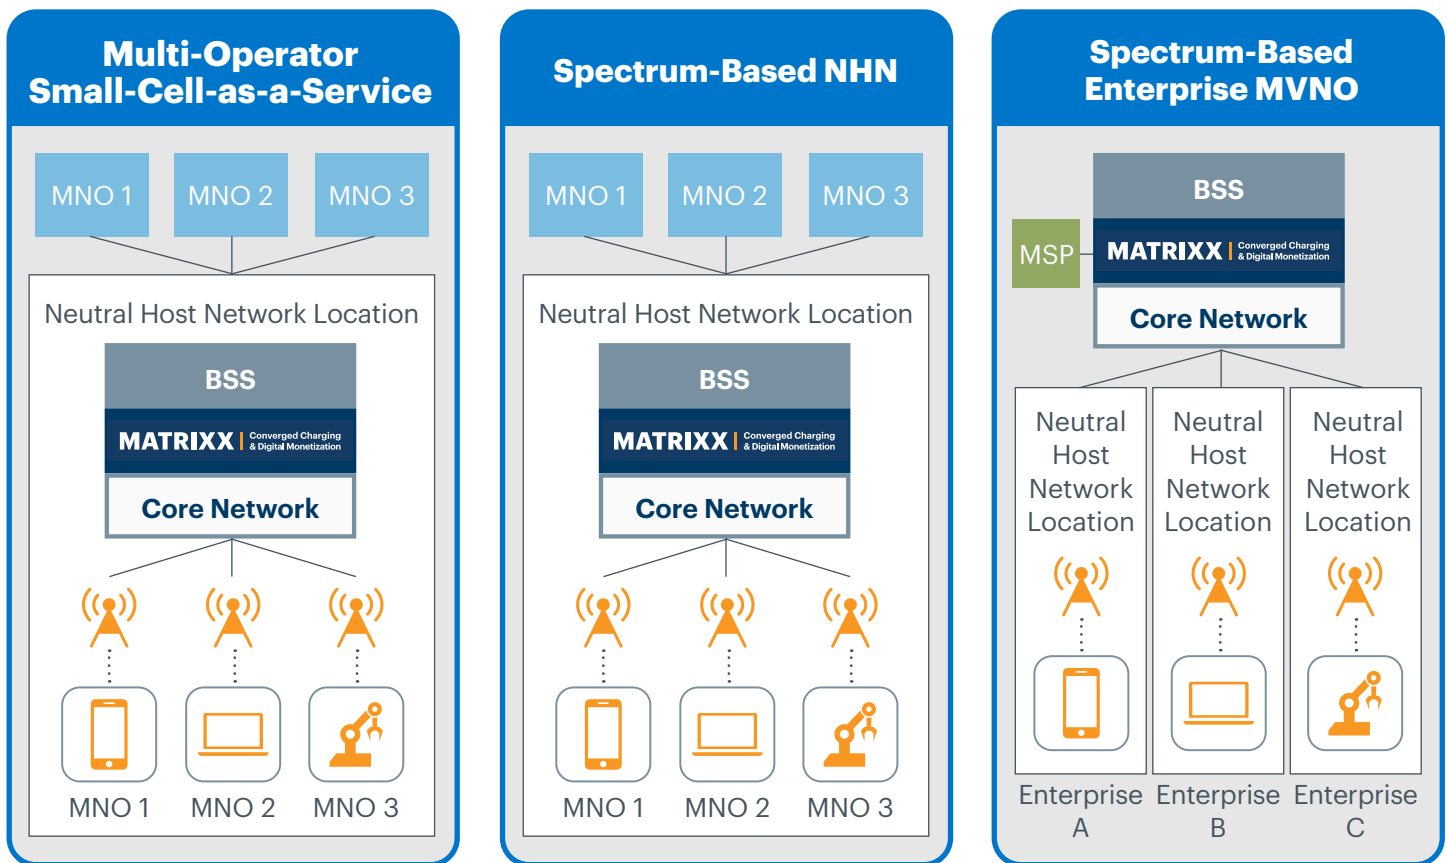 Multi-Operator
Small-Cell-as-a-Service
MNO 1
MNO 2
MNO 3
Neutral Host Network Location
BSS
MATRIXX
Converged Charging
& Digital Monetization
Core Network
MNO 1
MNO 2
MNO 3
Spectrum-Based NHN
MNO 1
MNO 2
MNO 3
Neutral Host Network Location
BSS
MATRIXX
Converged Charging
& Digital Monetization
Core Network
MNO 1
MNO 2
MNO 3
Spectrum-Based
Enterprise MVNO
BSS
MSP
MATRIXX
Converged Charging
& Digital Monetization
Core Network
Neutral
Host
Network
Location
Enterprise
A
Neutral
Host
Network
Location
Enterprise
B
Neutral
Host
Network
Location
Enterprise
C